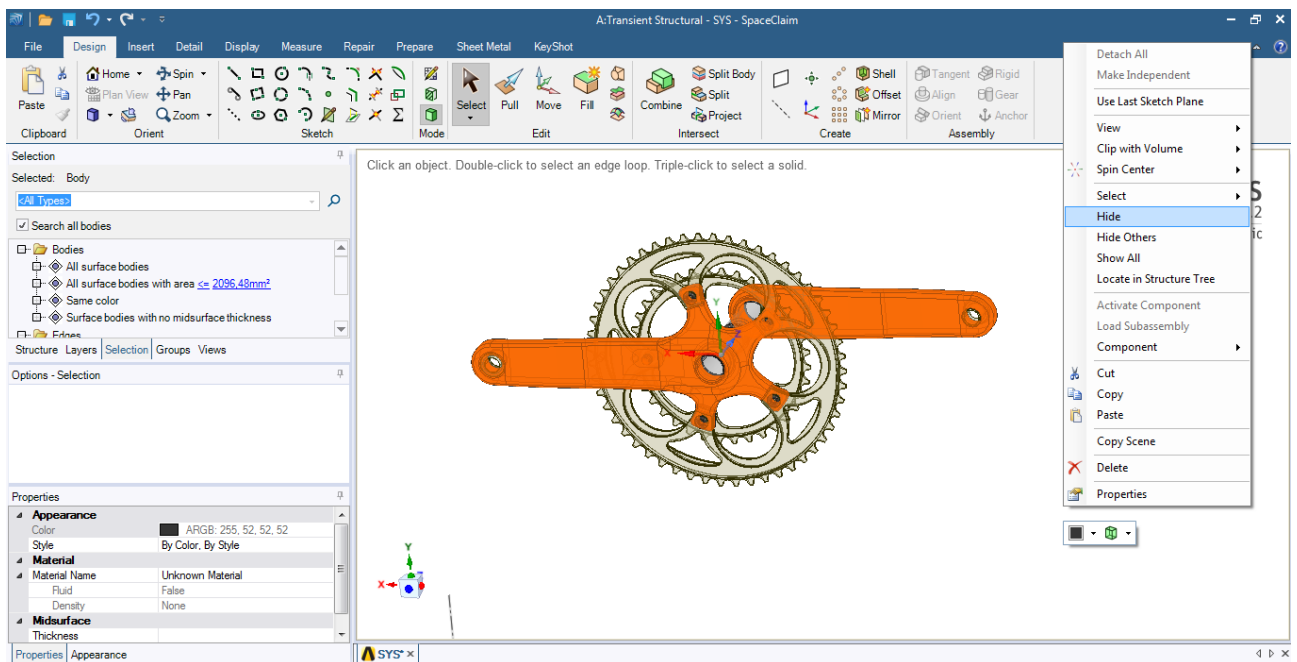 A:Transient Structural - SYS - SpaceClaim
File Design Insert Detail Display Measure Repair Prepare Sheet Metal KeyShot
Paste
Clipboard
Home Spin
Plan View Pan
Zoom
Orient
Sketch
Mode
Select Pull Move Fill
Edit
Combine
Split Body
Split
Project
Intersect
Shell
Offset
Mirror
Create
Tangent Rigid
Align Gear
Orient Anchor
Assembly
Selection
Selected: Body
<All Types>
Search all bodies
Bodies
All surface bodies
All surface bodies with area <= 2096,48mm²
Same color
Surface bodies with no midsurface thickness
Edges
Structure Layers Selection Groups Views
Options - Selection
Properties
Appearance
Color ARGB: 255, 52, 52, 52
Style By Color, By Style
Material
Material Name Unknown Material
Fluid False
Density None
Midsurface
Thickness
Properties Appearance
Click an object. Double-click to select an edge loop. Triple-click to select a solid.
Y
X
Z
Y
X
Z
SYS*
Detach All
Make Independent
Use Last Sketch Plane
View
Clip with Volume
Spin Center
Select
Hide
Hide Others
Show All
Locate in Structure Tree
Activate Component
Load Subassembly
Component
Cut
Copy
Paste
Copy Scene
Delete
Properties
S
2
ic